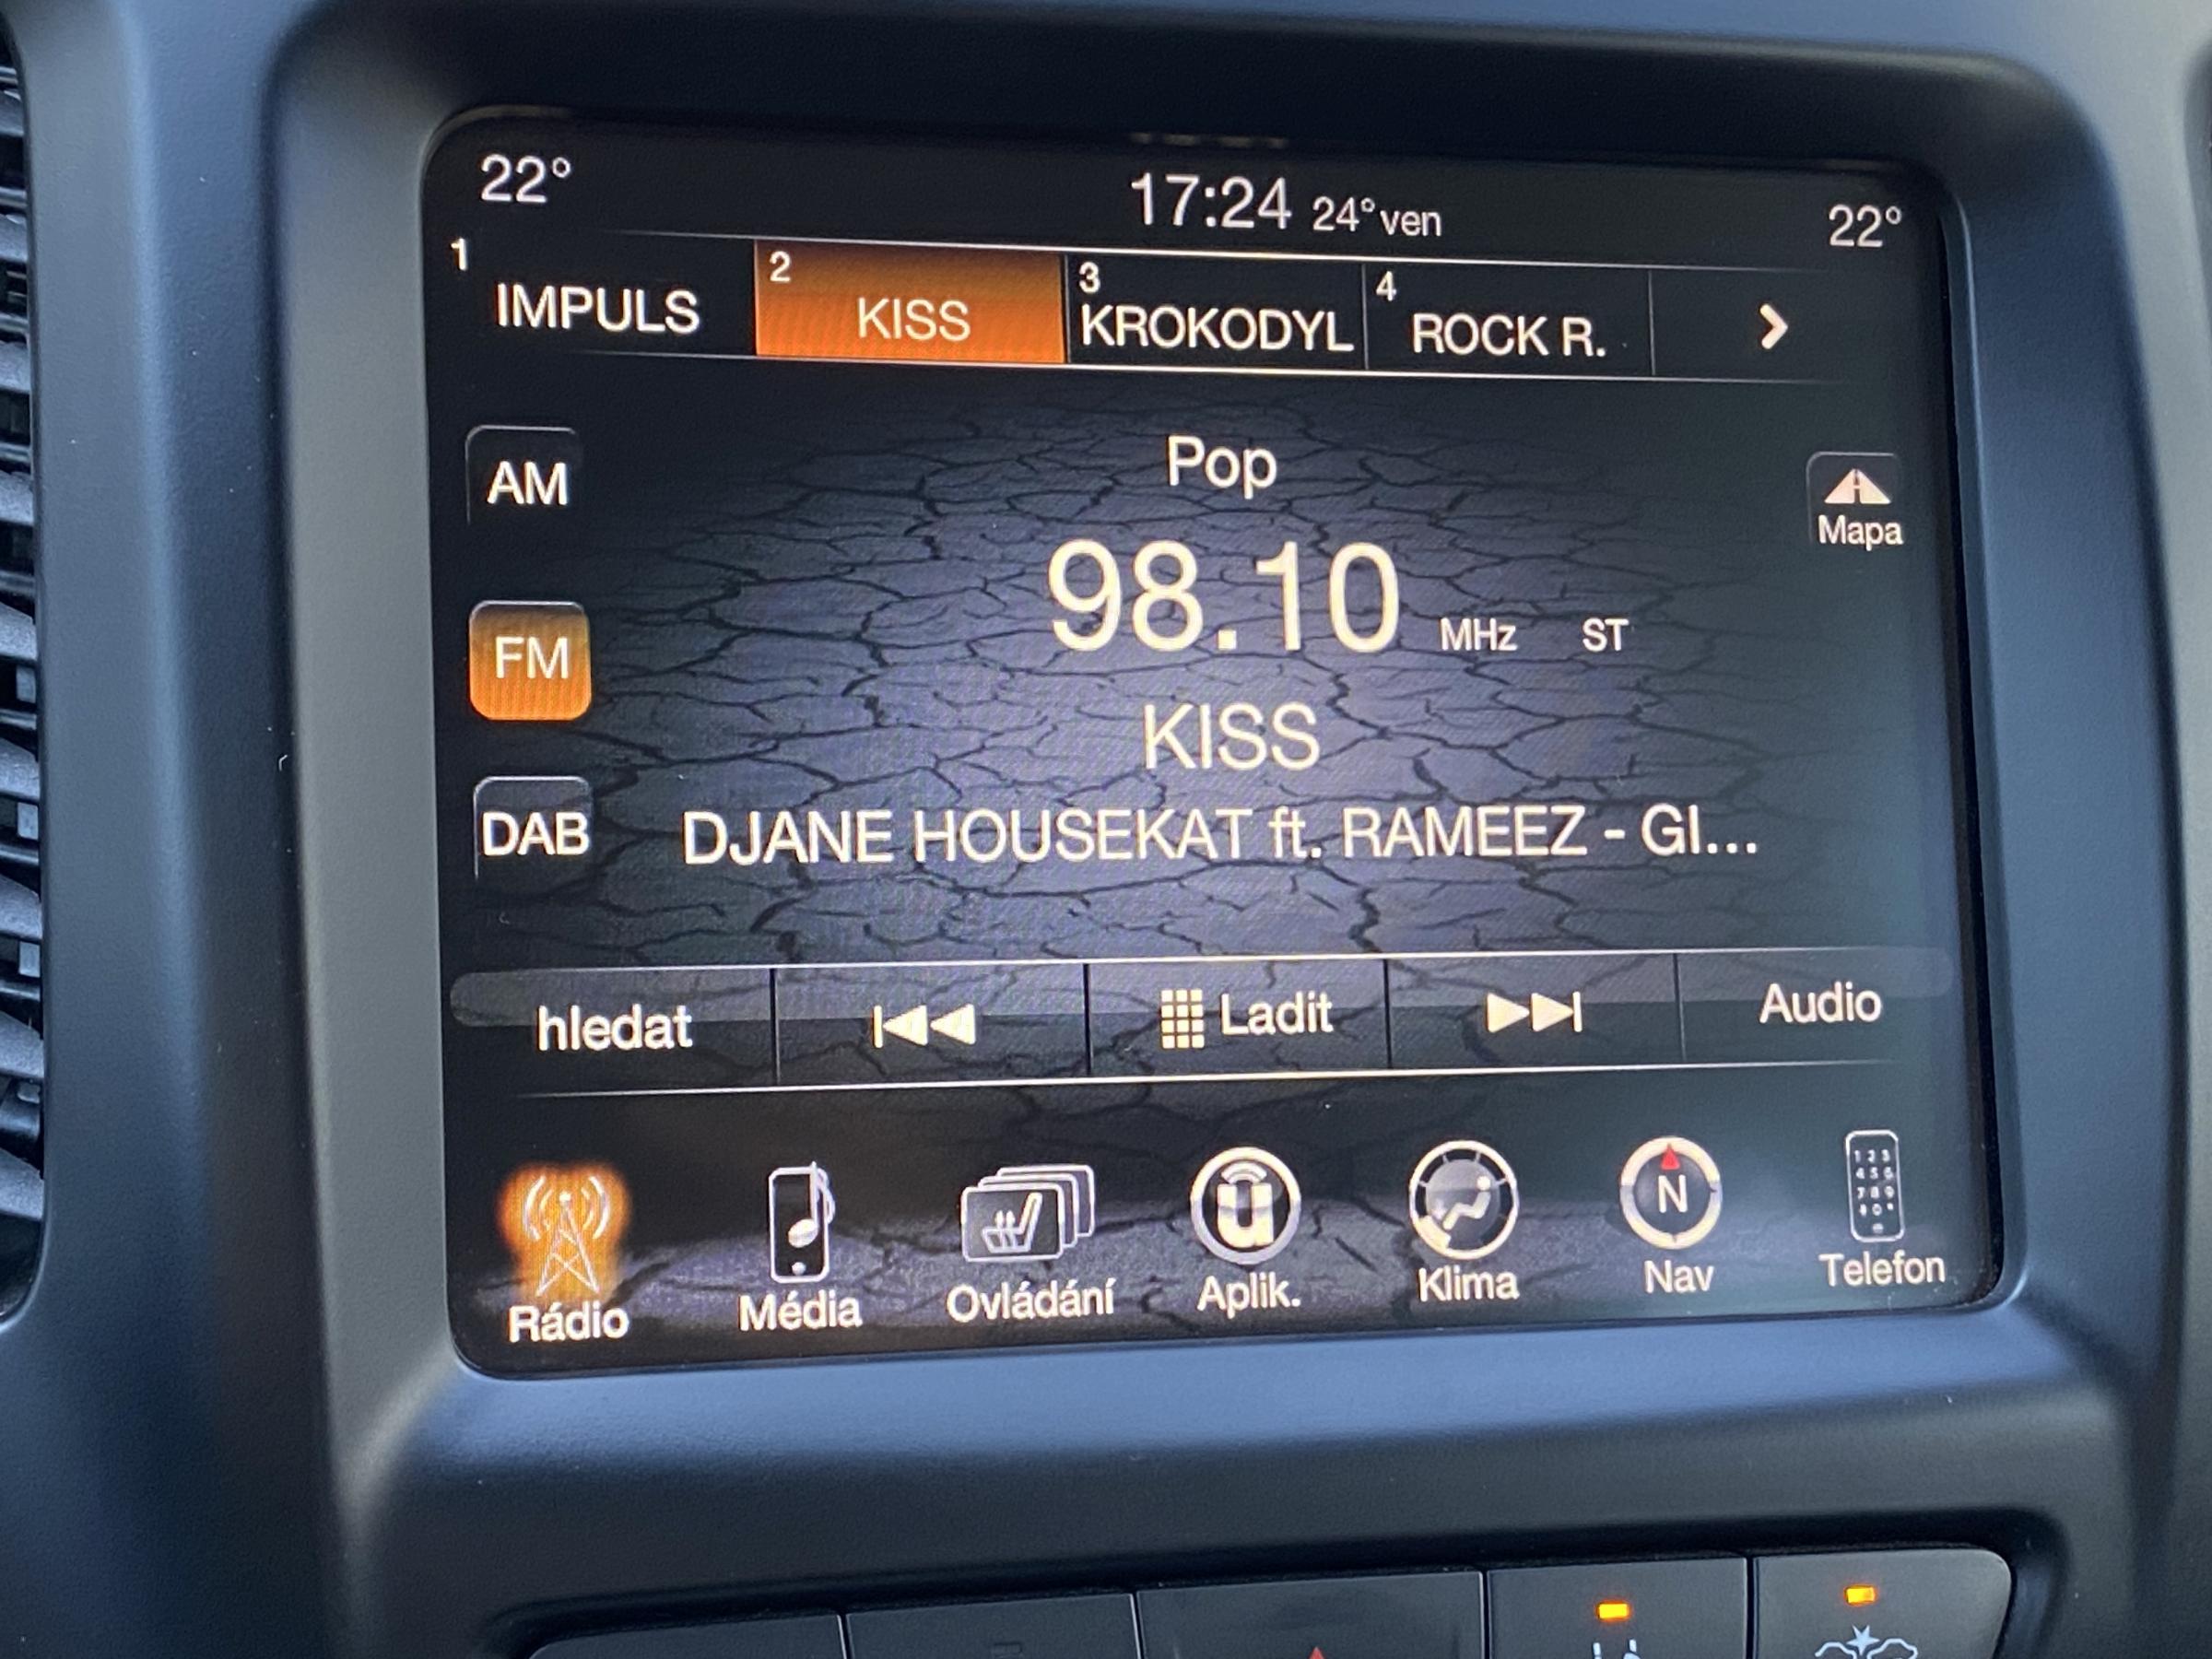 22° 17:24 24° ven 22°
1 IMPULS 2 KISS 3 KROKODYL 4 ROCK R.
AM
Pop
Mapa
98.10 MHz ST
FM
KISS
DAB
DJANE HOUSEKAT ft. RAMEEZ - GI...
hledat Ladit Audio
Rádio Média Ovládání Aplik. Klima N Nav Telefon